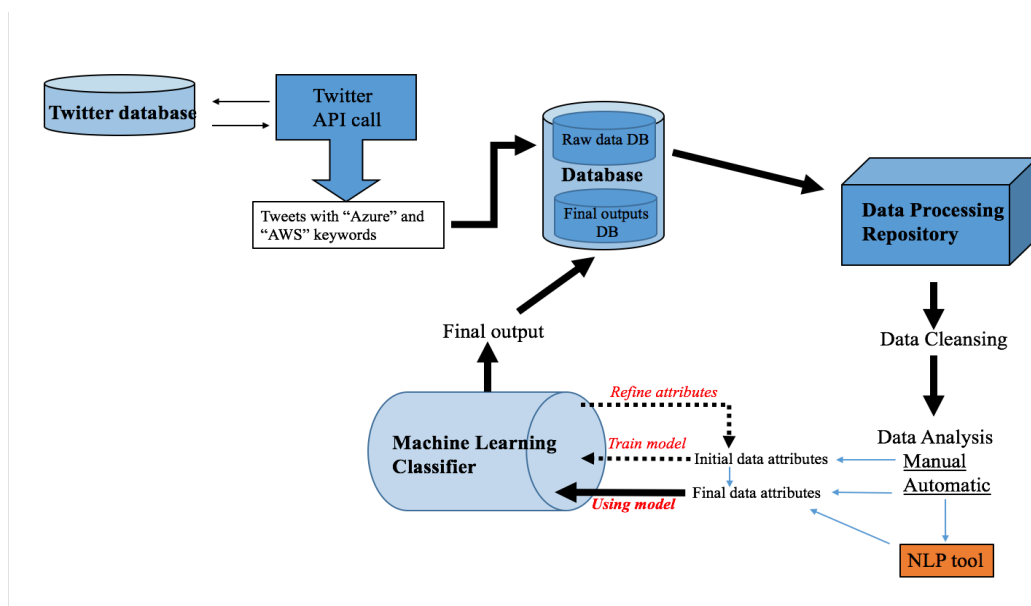 Twitter database
Twitter
API call
Tweets with “Azure” and
“AWS” keywords
Raw data DB
Database
Final outputs
DB
Data Processing
Repository
Data Cleansing
Final output
Refine attributes
Machine Learning
Classifier
Train model
Initial data attributes
Data Analysis
Manual
Automatic
Using model
Final data attributes
NLP tool